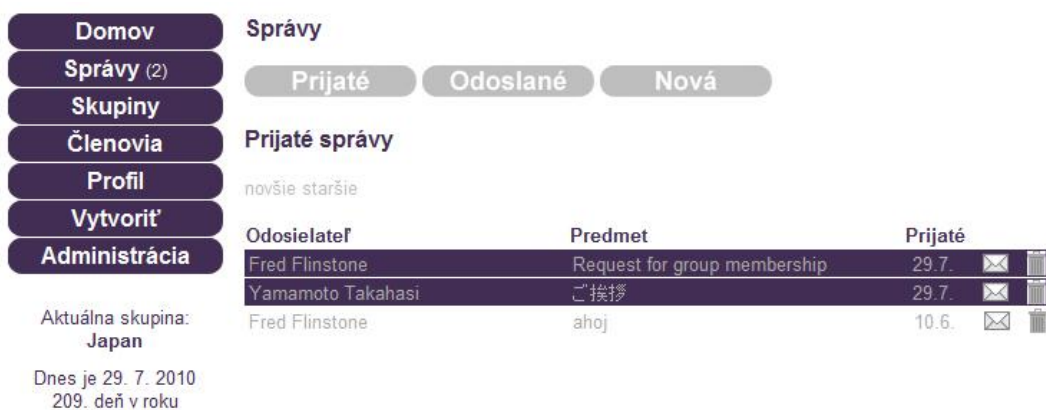 Domov
Správy (2)
Skupiny
Členovia
Profil
Vytvoriť
Administrácia
Aktuálna skupina:
Japan
Dnes je 29. 7. 2010
209. deň v roku
Správy
Prijaté Odoslané Nová
Prijaté správy
novšie staršie
Odosielateľ Predmet Prijaté
Fred Flinstone Request for group membership 29.7.
Yamamoto Takahasi ご挨拶 29.7.
Fred Flinstone ahoj 10.6.